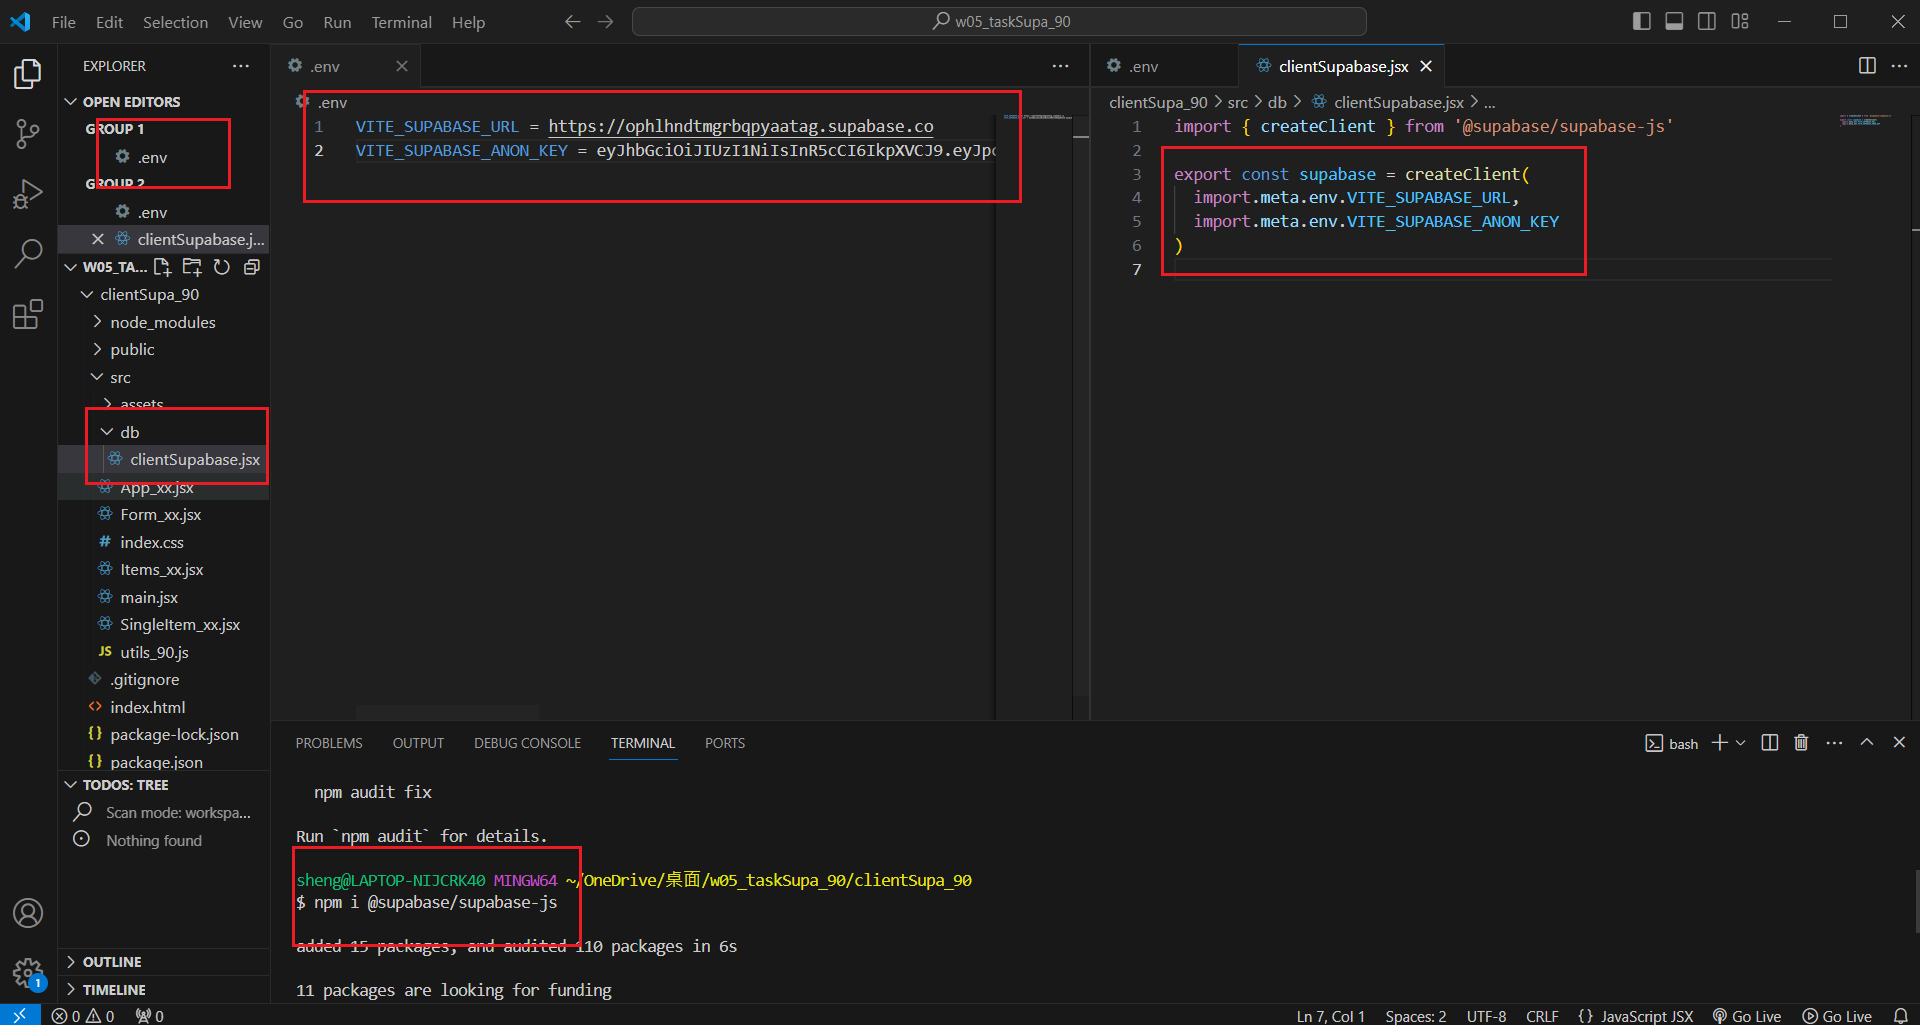 File Edit Selection View Go Run Terminal Help
w05_taskSupa_90
EXPLORER
OPEN EDITORS
GROUP 1
.env
GROUP 2
.env
clientSupabase.j...
W05_TA...
clientSupa_90
node_modules
public
src
assets
db
clientSupabase.jsx
App_xx.jsx
Form_xx.jsx
index.css
Items_xx.jsx
main.jsx
SingleItem_xx.jsx
JS utils_90.js
.gitignore
index.html
package-lock.json
package.json
TODOS: TREE
Scan mode: workspa...
Nothing found
OUTLINE
TIMELINE
1
.env
.env
1 VITE_SUPABASE_URL = https://ophlhndtmgrbqpyaatag.supabase.co
2 VITE_SUPABASE_ANON_KEY = eyJhbGciOiJIUzI1NiIsInR5cCI6IkpXVCJ9.eyJpc
.env
clientSupabase.jsx
clientSupa_90 > src > db > clientSupabase.jsx > ...
1 import { createClient } from '@supabase/supabase-js'
2
3 export const supabase = createClient(
4 import.meta.env.VITE_SUPABASE_URL,
5 import.meta.env.VITE_SUPABASE_ANON_KEY
6 )
7
PROBLEMS OUTPUT DEBUG CONSOLE TERMINAL PORTS
bash
npm audit fix
Run `npm audit` for details.
sheng@LAPTOP-NIJCRK40 MINGW64 ~/OneDrive/桌面/w05_taskSupa_90/clientSupa_90
$ npm i @supabase/supabase-js
added 15 packages, and audited 110 packages in 6s
11 packages are looking for funding
0 0 0 Ln 7, Col 1 Spaces: 2 UTF-8 CRLF {} JavaScript JSX Go Live Go Live